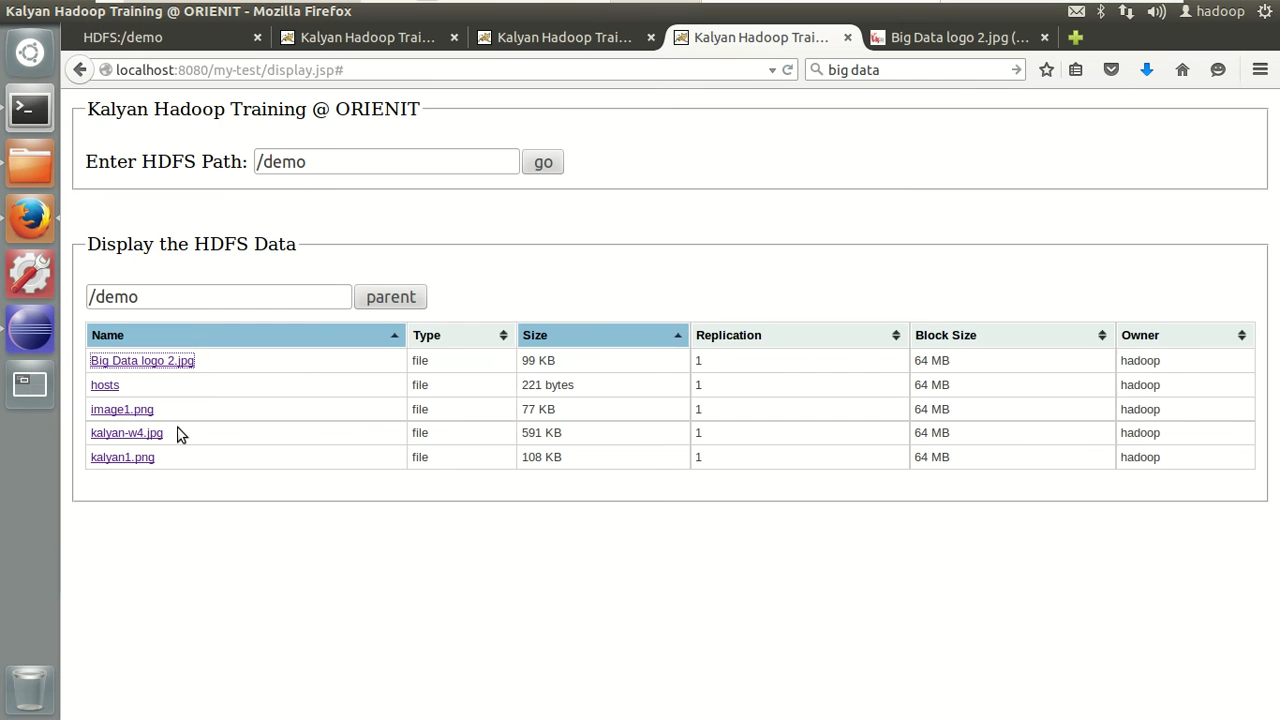 Kalyan Hadoop Training @ ORIENIT - Mozilla Firefox
hadoop
HDFS:/demo
Kalyan Hadoop Trai...
Kalyan Hadoop Trai...
Kalyan Hadoop Trai...
Big Data logo 2.jpg (...
localhost:8080/my-test/display.jsp#
big data
Kalyan Hadoop Training @ ORIENIT
Enter HDFS Path: /demo go
Display the HDFS Data
/demo parent
Name Type Size Replication Block Size Owner
Big Data logo 2.jpg file 99 KB 1 64 MB hadoop
hosts file 221 bytes 1 64 MB hadoop
image1.png file 77 KB 1 64 MB hadoop
kalyan-w4.jpg file 591 KB 1 64 MB hadoop
kalyan1.png file 108 KB 1 64 MB hadoop